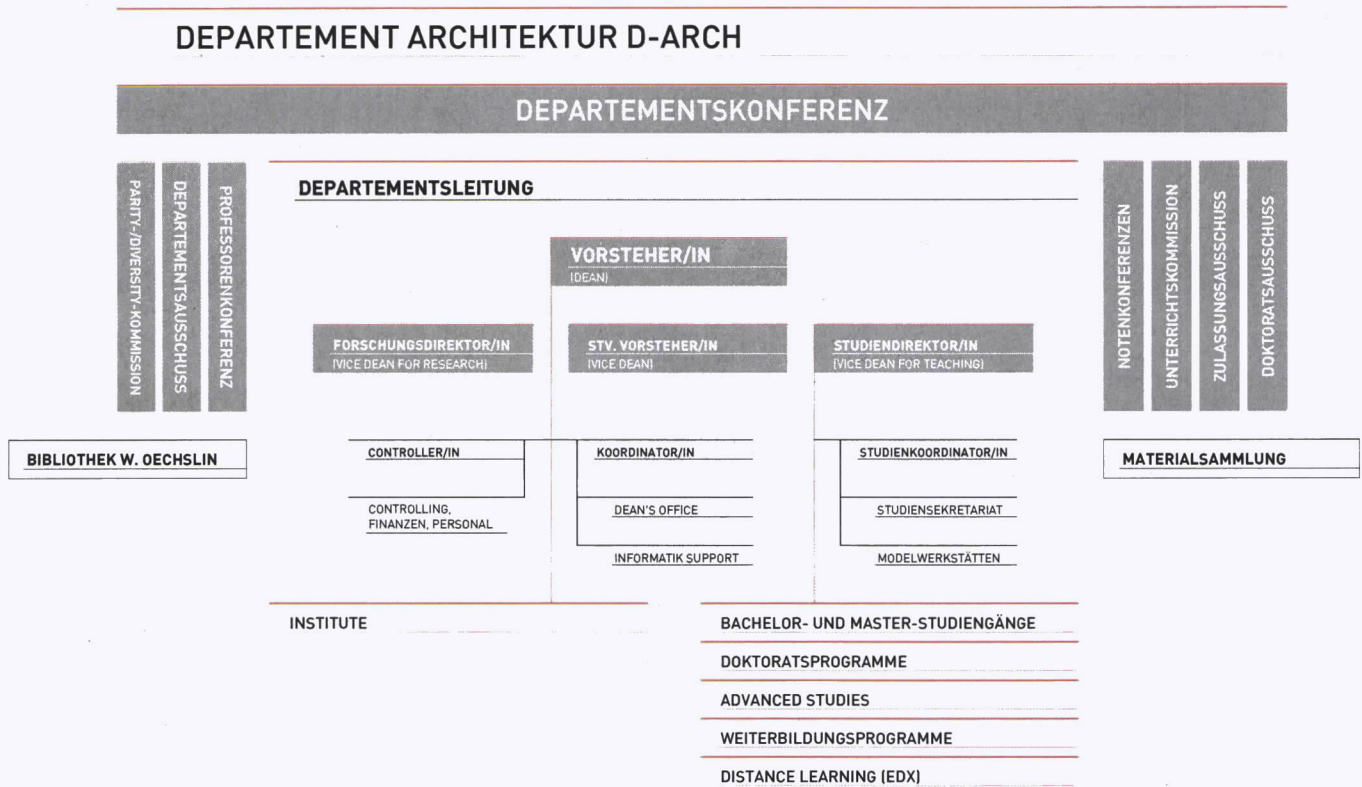 DEPARTEMENT ARCHITEKTUR D-ARCH
DEPARTEMENTSKONFERENZ
PARITY-/DIVERSITY-KOMMISSION
DEPARTEMENTSAUSSCHUSS
PROFESSORENKONFERENZ
DEPARTEMENTSLEITUNG
VORSTEHER/IN
(DEAN)
FORSCHUNGSDIREKTOR/IN
(VICE DEAN FOR RESEARCH)
STV. VORSTEHER/IN
(VICE DEAN)
STUDIENDIREKTOR/IN
(VICE DEAN FOR TEACHING)
NOTENKONFERENZEN
UNTERRICHTSKOMMISSION
ZULASSUNGSAUSSCHUSS
DOKTORATSAUSSCHUSS
BIBLIOTHEK W. OECHSLIN
CONTROLLER/IN
CONTROLLING,
FINANZEN, PERSONAL
KOORDINATOR/IN
DEAN'S OFFICE
INFORMATIK SUPPORT
STUDIENKOORDINATOR/IN
STUDIENSEKRETARIAT
MODELWERKSTÄTTEN
MATERIALSAMMLUNG
INSTITUTE
BACHELOR- UND MASTER-STUDIENGÄNGE
DOKTORATSPROGRAMME
ADVANCED STUDIES
WEITERBILDUNGSPROGRAMME
DISTANCE LEARNING (EDX)